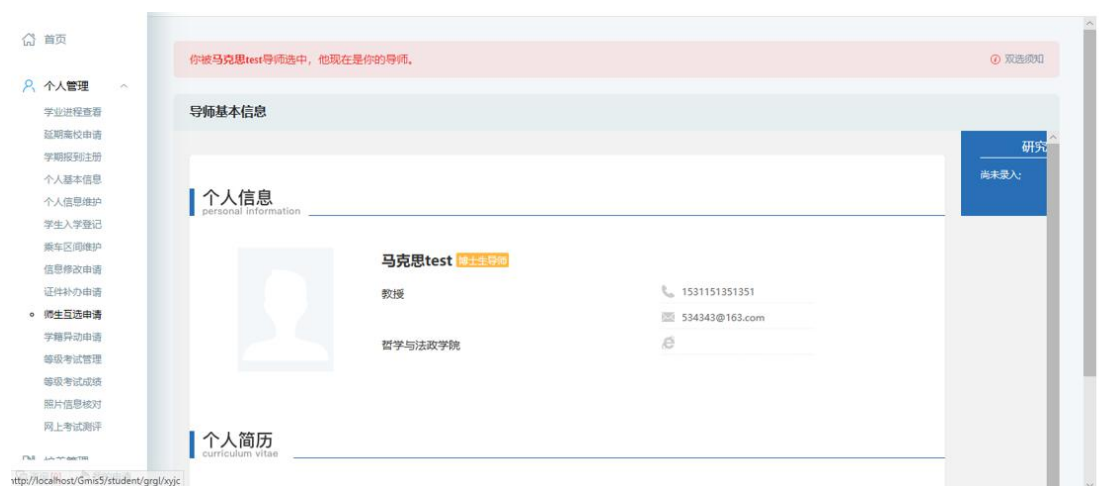 首页
个人管理
学业进程查看
延期离校申请
学期报到注册
个人基本信息
个人信息维护
学生入学登记
乘车区间维护
信息修改申请
证件补办申请
师生互选申请
学籍异动申请
等级考试管理
等级考试成绩
照片信息核对
网上考试测评
http://localhost/Gmis5/student/grgl/xyjc
你被马克思test导师选中，他现在是你的导师。
双选须知
导师基本信息
个人信息
personal information
马克思test 博士生导师
教授
1531151351351
534343@163.com
哲学与法政学院
研究
尚未录入;
个人简历
curriculum vitae